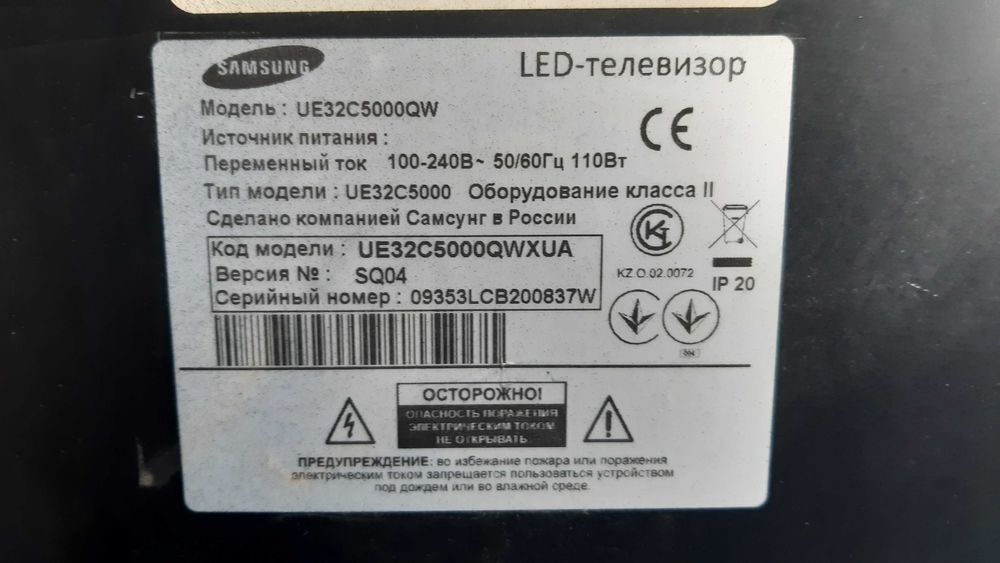 SAMSUNG
LED-телевизор
Модель : UE32C5000QW
Источник питания :
Переменный ток 100-240В~ 50/60Гц 110Вт
Тип модели : UE32C5000 Оборудование класса II
Сделано компанией Самсунг в России
CE
Код модели : UE32C5000QWXUA
Версия № : SQ04
Серийный номер : 09353LCB200837W
KZ O.02.0072
IP 20
ОСТОРОЖНО!
ОПАСНОСТЬ ПОРАЖЕНИЯ
ЭЛЕКТРИЧЕСКИМ ТОКОМ
НЕ ОТКРЫВАТЬ
ПРЕДУПРЕЖДЕНИЕ: во избежание пожара или поражения
электрическим током запрещается пользоваться устройством
под дождем или во влажной среде.